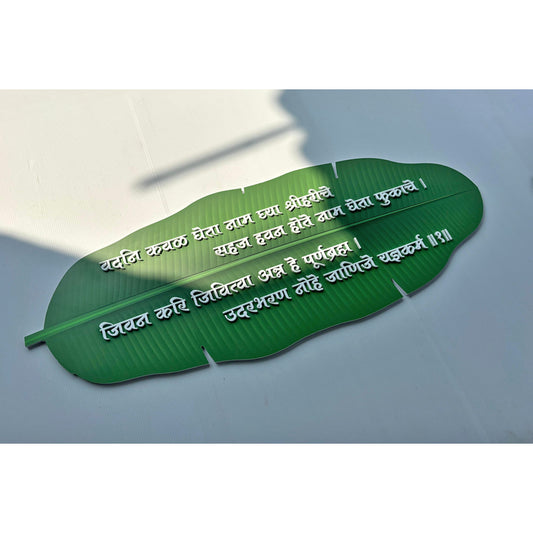 वदनि कवळ घेता नाम घ्या श्रीहरीचे
सहज हवन होते नाम घेता फुकाचे ।
जिवन करि जिवित्वा अन्न हे पूर्णब्रह्म ।
उदरभरण नोहे जाणिजे यज्ञकर्म ॥१॥